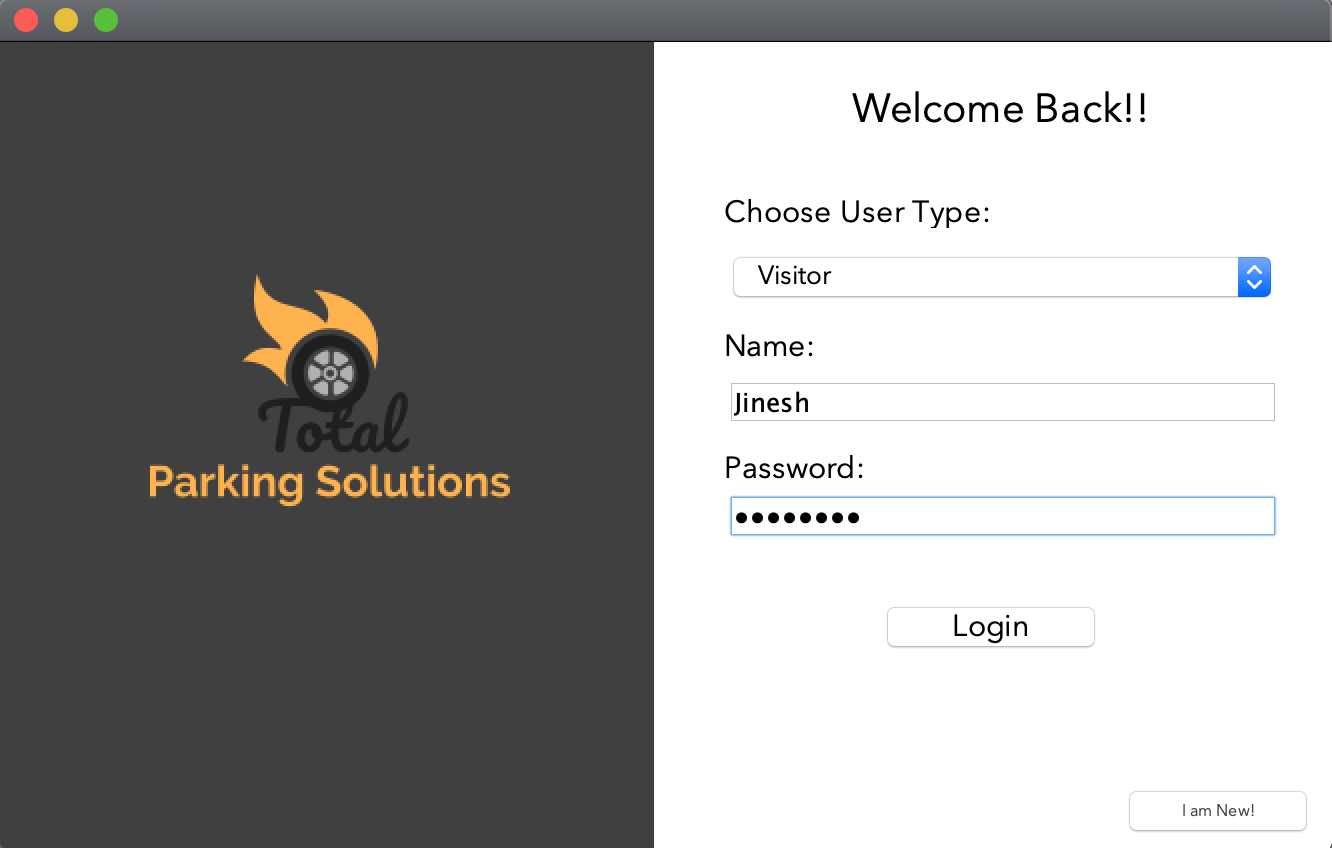 Total
Parking Solutions
Welcome Back!!
Choose User Type:
Visitor
Name:
Jinesh
Password:
••••••••
Login
I am New!